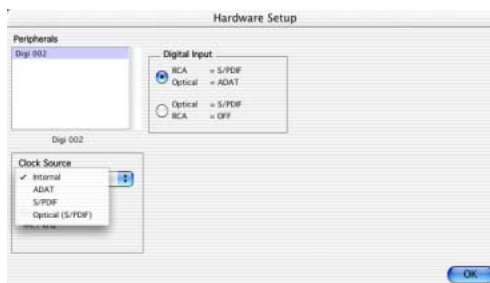 Hardware Setup
Peripherals
Digi 002
Digi 002
Digital Input
RCA = S/PDIF
Optical = ADAT
Optical = S/PDIF
RCA = OFF
Clock Source
✓ Internal
ADAT
S/PDIF
Optical (S/PDIF)
OK